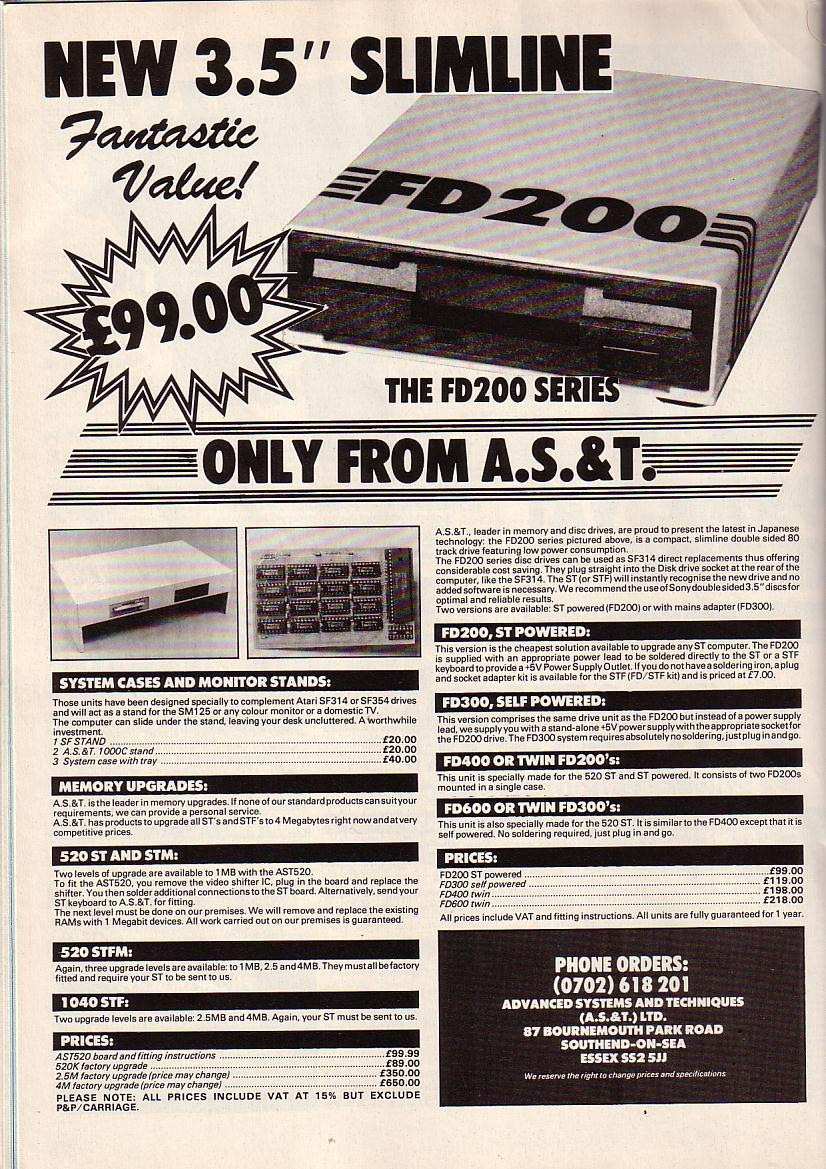 NEW 3.5" SLIMLINE
Fantastic
Value!
£99.00
FD200
THE FD200 SERIES
ONLY FROM A.S.&T.
SYSTEM CASES AND MONITOR STANDS:
Those units have been designed specially to complement Atari SF314 or SF354 drives
and will act as a stand for the SM125 or any colour monitor or a domestic TV.
The computer can slide under the stand, leaving your desk uncluttered. A worthwhile
investment.
1 SF STAND ........ £20.00
2 A.S.&T. 1000C stand ........ £20.00
3 System case with tray ........ £40.00
MEMORY UPGRADES:
A.S.&T. is the leader in memory upgrades. If none of our standard products can suit your
requirements, we can provide a personal service.
A.S.&T. has products to upgrade all ST's and STF's to 4 Megabytes right now and at very
competitive prices.
520 ST AND STM:
Two levels of upgrade are available to 1MB with the AST520.
To fit the AST520, you remove the video shifter IC, plug in the board and replace the
shifter. You then solder additional connections to the ST board. Alternatively, send your
ST keyboard to A.S.&T. for fitting.
The next level must be done on our premises. We will remove and replace the existing
RAMs with 1 Megabit devices. All work carried out on our premises is guaranteed.
520 STFM:
Again, three upgrade levels are available: to 1MB, 2.5 and 4MB. They must all be factory
fitted and require your ST to be sent to us.
1040 STF:
Two upgrade levels are available: 2.5MB and 4MB. Again, your ST must be sent to us.
PRICES:
AST520 board and fitting instructions ........ £99.99
520K factory upgrade ........ £89.00
2.5M factory upgrade (price may change) ........ £350.00
4M factory upgrade (price may change) ........ £650.00
PLEASE NOTE: ALL PRICES INCLUDE VAT AT 15% BUT EXCLUDE
P&P/CARRIAGE.
A.S.&T., leader in memory and disc drives, are proud to present the latest in Japanese
technology: the FD200 series pictured above, is a compact, slimline double sided 80
track drive featuring low power consumption.
The FD200 series disc drives can be used as SF314 direct replacements thus offering
considerable cost saving. They plug straight into the Disk drive socket at the rear of the
computer, like the SF314. The ST (or STF) will instantly recognise the new drive and no
added software is necessary. We recommend the use of Sony double sided 3.5" discs for
optimal and reliable results.
Two versions are available: ST powered (FD200) or with mains adapter (FD300).
FD200, ST POWERED:
This version is the cheapest solution available to upgrade any ST computer. The FD200
is supplied with an appropriate power lead to be soldered directly to the ST or a STF
keyboard to provide a +5V Power Supply Outlet. If you do not have a soldering iron, a plug
and socket adapter kit is available for the STF (FD/STF kit) and is priced at £7.00.
FD300, SELF POWERED:
This version comprises the same drive unit as the FD200 but instead of a power supply
lead, we supply you with a stand-alone +5V power supply with the appropriate socket for
the FD200 drive. The FD300 system requires absolutely no soldering, just plug in and go.
FD400 OR TWIN FD200's:
This unit is specially made for the 520 ST and ST powered. It consists of two FD200s
mounted in a single case.
FD600 OR TWIN FD300's:
This unit is also specially made for the 520 ST. It is similar to the FD400 except that it is
self powered. No soldering required, just plug in and go.
PRICES:
FD200 ST powered ........ £99.00
FD300 self powered ........ £119.00
FD400 twin ........ £198.00
FD600 twin ........ £218.00
All prices include VAT and fitting instructions. All units are fully guaranteed for 1 year.
PHONE ORDERS:
(0702) 618 201
ADVANCED SYSTEMS AND TECHNIQUES
(A.S.&T.) LTD.
87 BOURNEMOUTH PARK ROAD
SOUTHEND-ON-SEA
ESSEX SS2 5JJ
We reserve the right to change prices and specifications